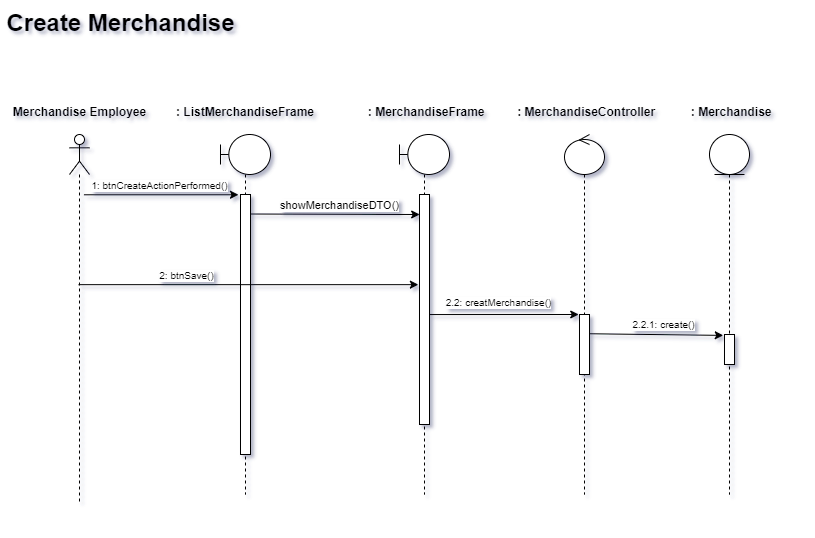 Create Merchandise
Merchandise Employee
: ListMerchandiseFrame
: MerchandiseFrame
: MerchandiseController
: Merchandise
1: btnCreateActionPerformed()
showMerchandiseDTO()
2: btnSave()
2.2: creatMerchandise()
2.2.1: create()